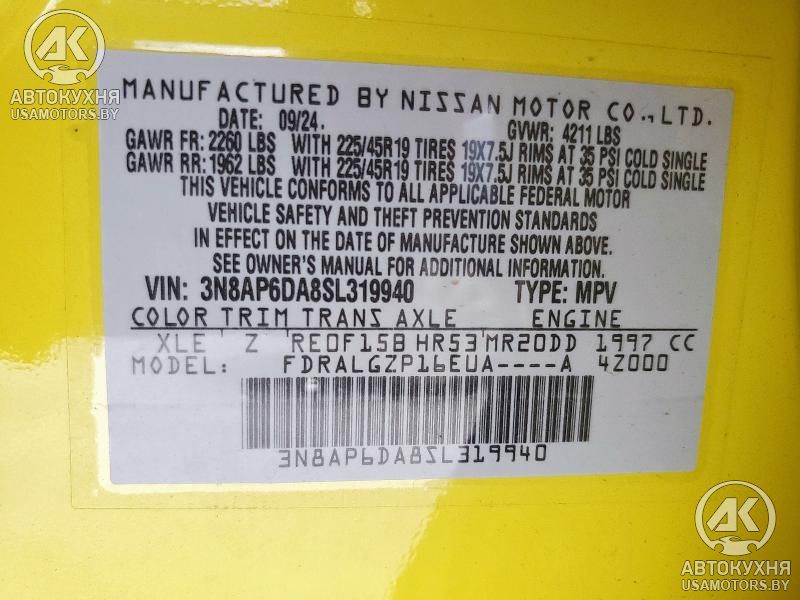 AK
АВТОКУХНЯ
USAMOTORS.BY
MANUFACTURED BY NISSAN MOTOR CO.,LTD.
DATE: 09/24. GVWR: 4211 LBS
GAWR FR: 2260 LBS WITH 225/45R19 TIRES 19X7.5J RIMS AT 35 PSI COLD SINGLE
GAWR RR: 1962 LBS WITH 225/45R19 TIRES 19X7.5J RIMS AT 35 PSI COLD SINGLE
THIS VEHICLE CONFORMS TO ALL APPLICABLE FEDERAL MOTOR
VEHICLE SAFETY AND THEFT PREVENTION STANDARDS
IN EFFECT ON THE DATE OF MANUFACTURE SHOWN ABOVE.
SEE OWNER'S MANUAL FOR ADDITIONAL INFORMATION.
VIN: 3N8AP6DA8SL319940 TYPE: MPV
COLOR TRIM TRANS AXLE ENGINE
XLE Z RE0F15B HR53 MR20DD 1997 CC
MODEL: FDRALGZP16EUA----A 4Z000
3N8AP6DA8SL319940
AK
АВТОКУХНЯ
USAMOTORS.BY